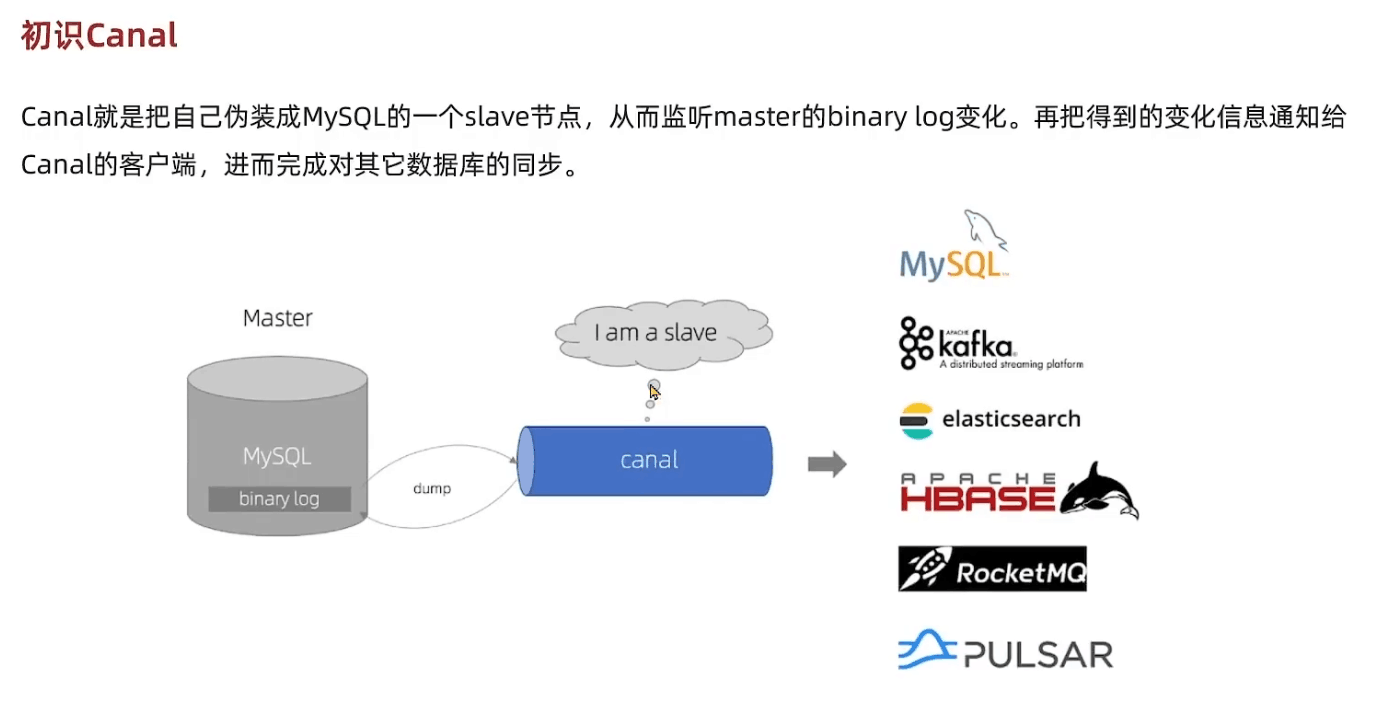 初识Canal
Canal就是把自己伪装成MySQL的一个slave节点，从而监听master的binary log变化。再把得到的变化信息通知给
Canal的客户端，进而完成对其它数据库的同步。
Master
MySQL
binary log
dump
I am a slave
canal
MySQL
APACHE
kafka
A distributed streaming platform
elasticsearch
APACHE
HBASE
RocketMQ
PULSAR